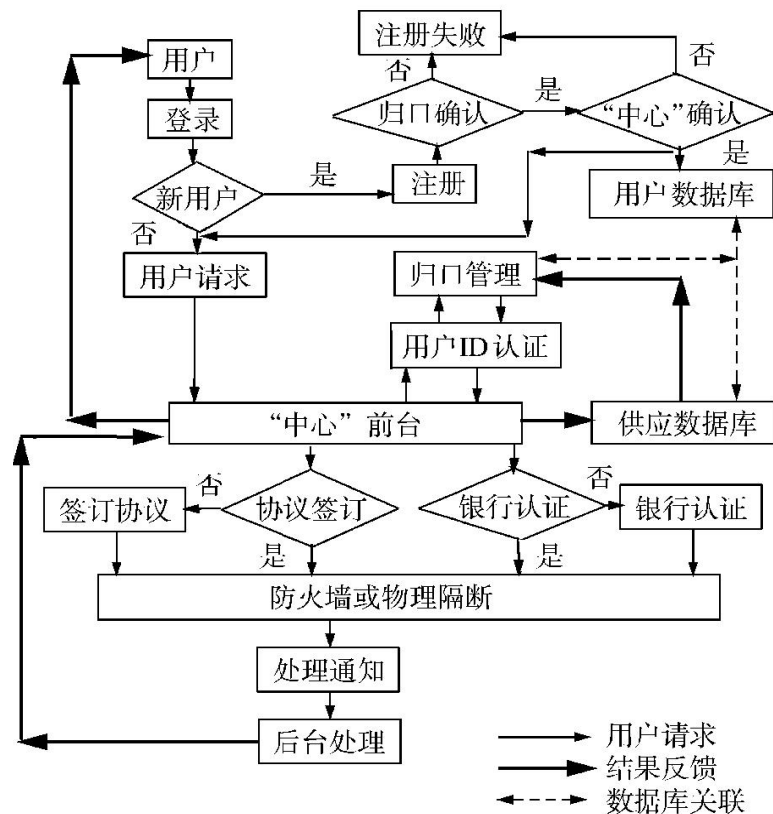 注册失败
用户
否
否
登录
归口确认
是
“中心”确认
新用户
是
注册
是
用户数据库
否
用户请求
归口管理
用户ID认证
“中心”前台
供应数据库
签订协议
否
协议签订
银行认证
否
银行认证
是
是
防火墙或物理隔断
处理通知
后台处理
用户请求
结果反馈
数据库关联